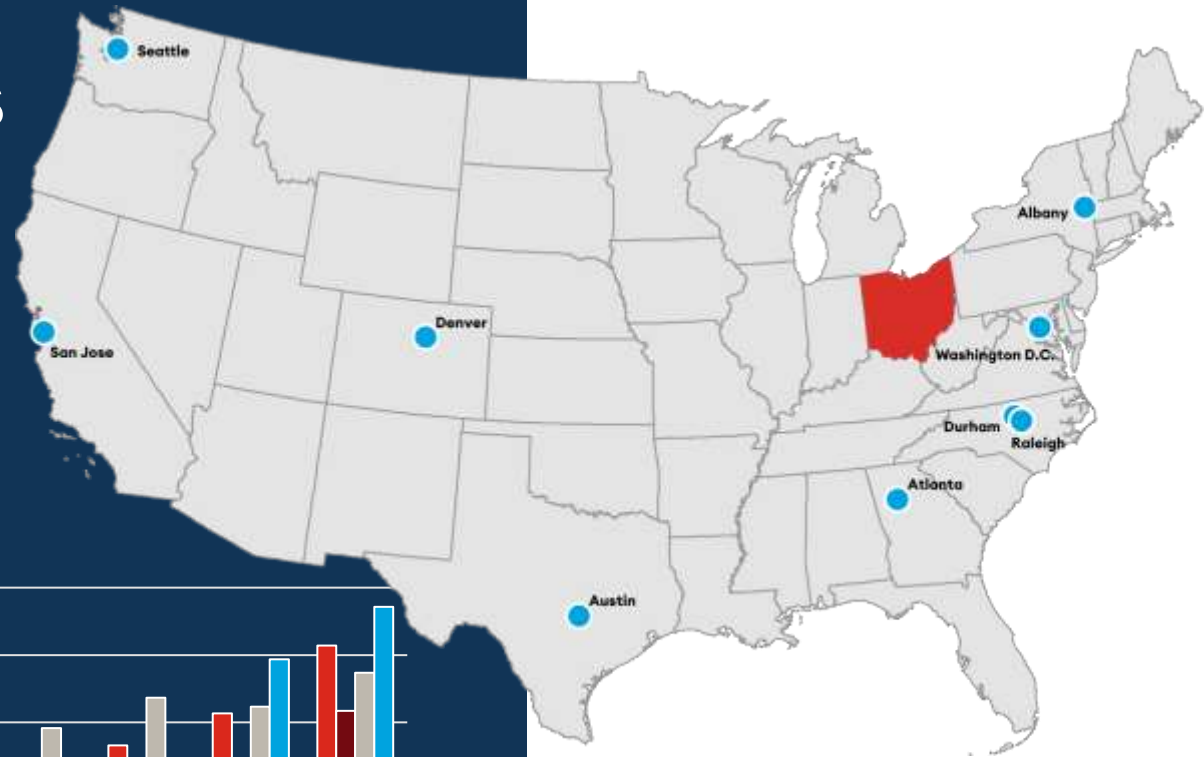 Seattle
s
Albany
Denver
San Jose
Washington D.C.
Durham
Raleigh
Atlanta
Austin